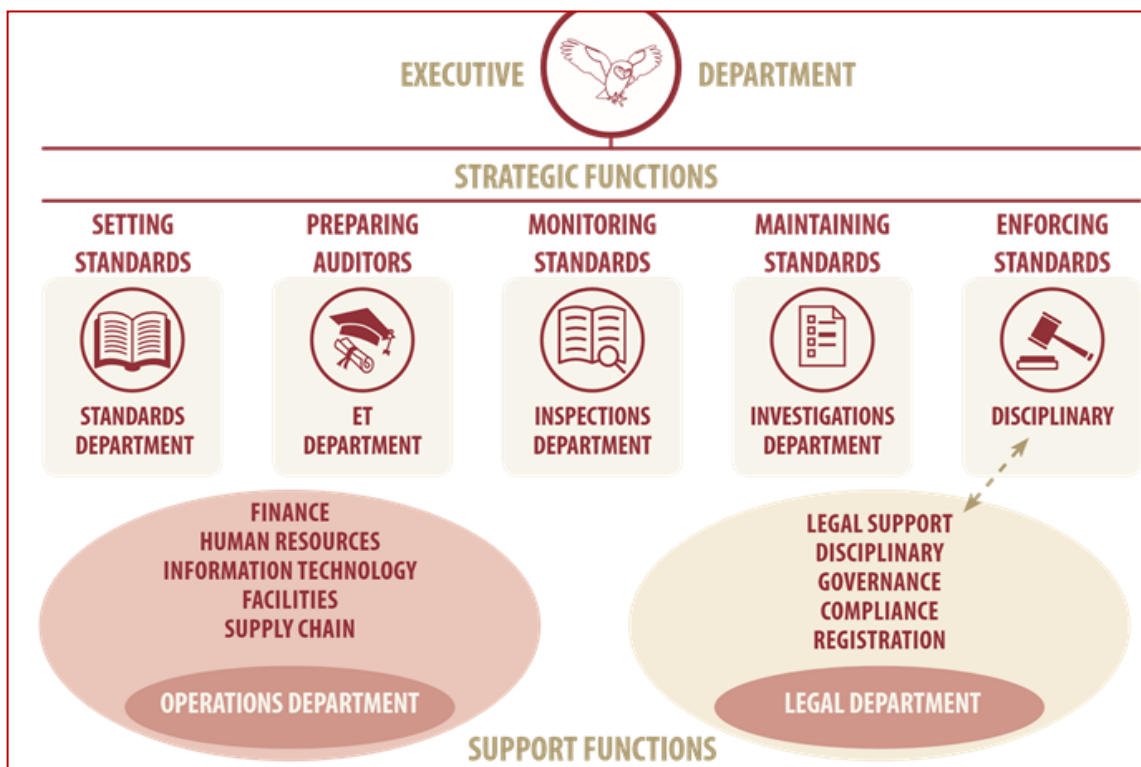 EXECUTIVE DEPARTMENT
STRATEGIC FUNCTIONS
SETTING
STANDARDS
PREPARING
AUDITORS
MONITORING
STANDARDS
MAINTAINING
STANDARDS
ENFORCING
STANDARDS
STANDARDS
DEPARTMENT
ET
DEPARTMENT
INSPECTIONS
DEPARTMENT
INVESTIGATIONS
DEPARTMENT
DISCIPLINARY
FINANCE
HUMAN RESOURCES
INFORMATION TECHNOLOGY
FACILITIES
SUPPLY CHAIN
OPERATIONS DEPARTMENT
LEGAL SUPPORT
DISCIPLINARY
GOVERNANCE
COMPLIANCE
REGISTRATION
LEGAL DEPARTMENT
SUPPORT FUNCTIONS